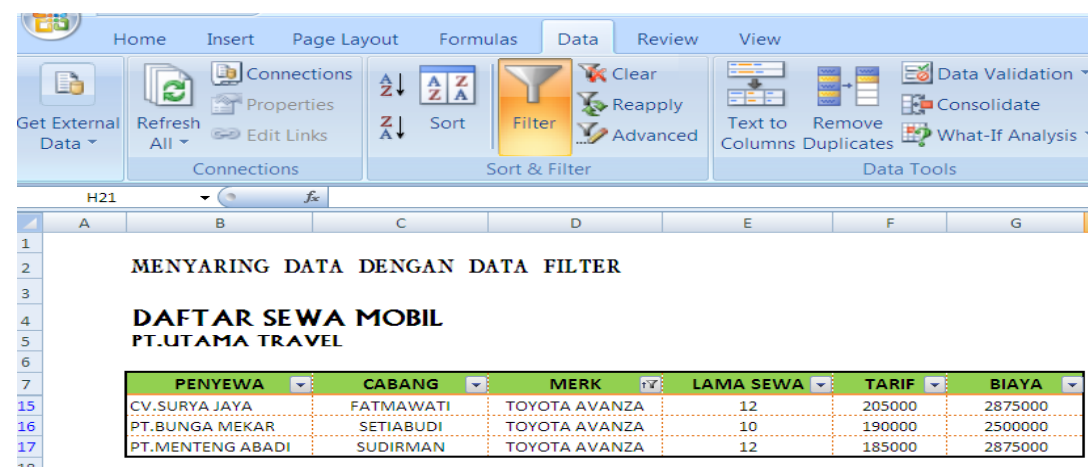 Home Insert Page Layout Formulas Data Review View
Get External Data
Refresh All
Connections
Properties
Edit Links
Connections
Sort
Filter
Clear
Reapply
Advanced
Sort & Filter
Text to Columns
Remove Duplicates
Data Validation
Consolidate
What-If Analysis
Data Tools
H21 fx
A B C D E F G
1
2 MENYARING DATA DENGAN DATA FILTER
3
4 DAFTAR SEWA MOBIL
5 PT.UTAMA TRAVEL
6
7 PENYEWA CABANG MERK LAMA SEWA TARIF BIAYA
15 CV.SURYA JAYA FATMAWATI TOYOTA AVANZA 12 205000 2875000
16 PT.BUNGA MEKAR SETIABUDI TOYOTA AVANZA 10 190000 2500000
17 PT.MENTENG ABADI SUDIRMAN TOYOTA AVANZA 12 185000 2875000